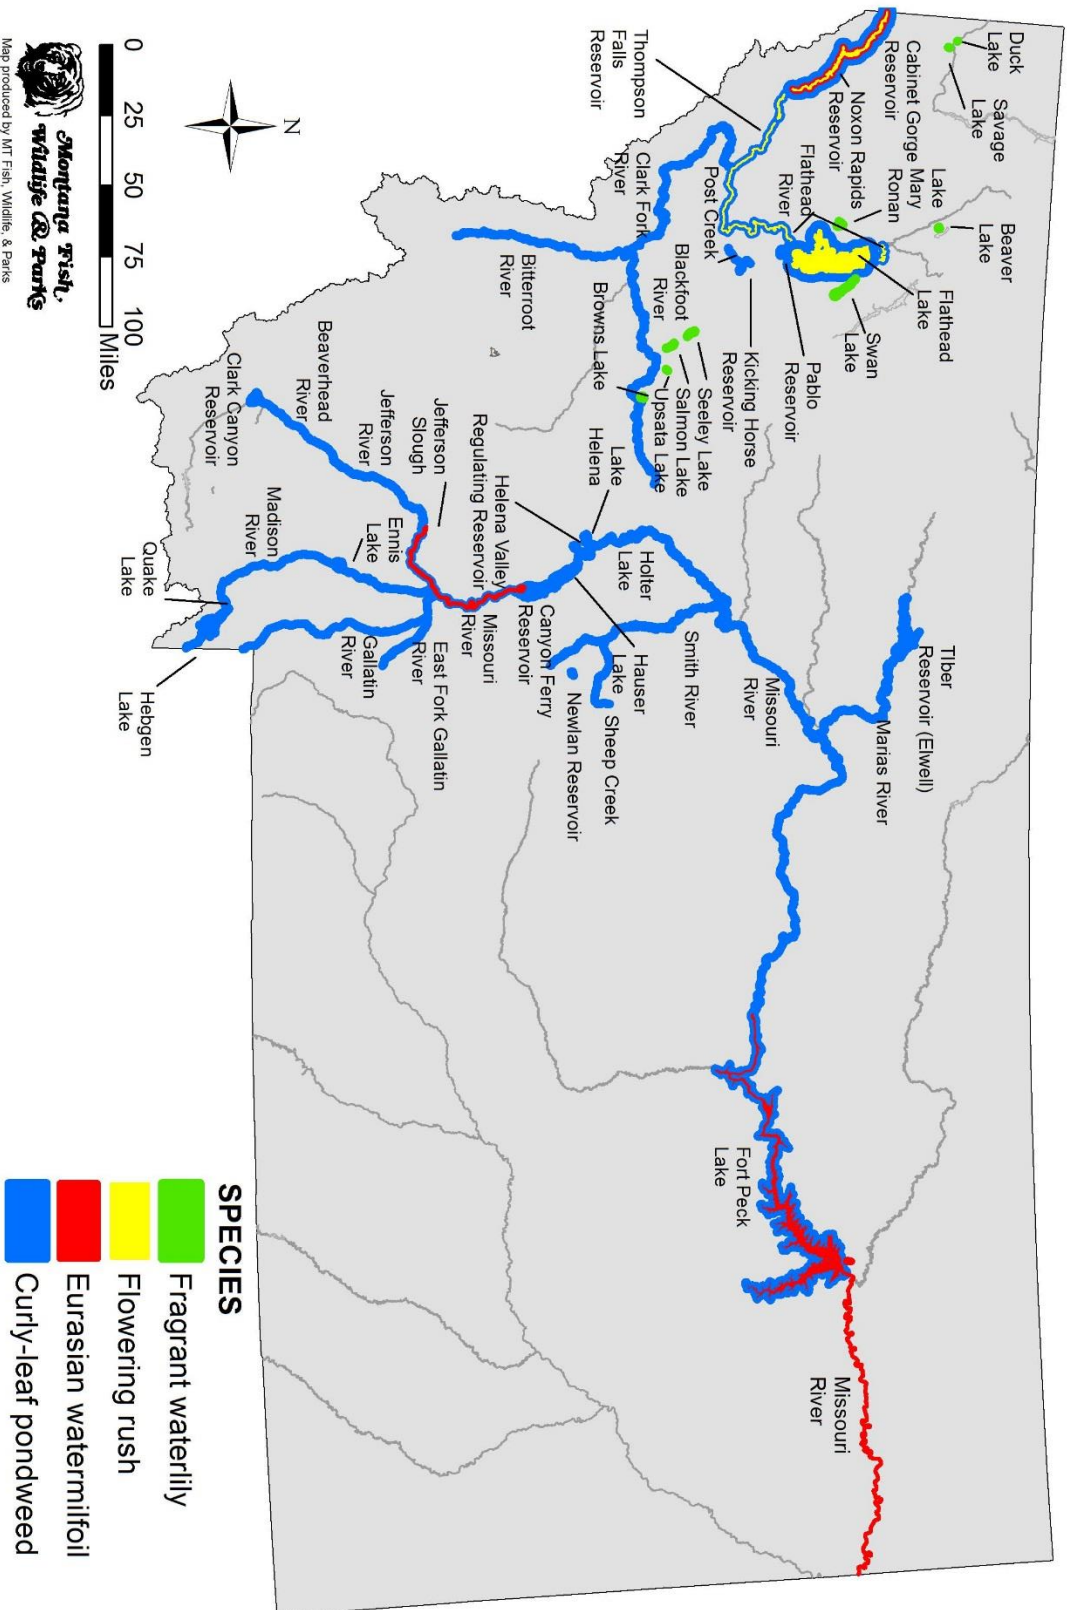 Duck
Lake
Savage
Lake
Cabinet Gorge
Reservoir
Noxon Rapids
Reservoir
Thompson
Falls
Reservoir
Lake
Mary
Ronan
Beaver
Lake
Flathead
River
Flathead
Lake
Swan
Lake
Post Creek
Pablo
Reservoir
Kicking Horse
Reservoir
Clark Fork
River
Blackfoot
River
Seeley Lake
Salmon Lake
Upsata Lake
Browns Lake
Bitterroot
River
Tiber
Reservoir (Elwell)
Marias River
Missouri
River
Smith River
Holter
Lake
Lake
Helena
Hauser
Lake
Sheep Creek
Newlan Reservoir
Helena Valley
Regulating Reservoir
Canyon Ferry
Reservoir
Missouri
River
Jefferson
Slough
Jefferson
River
Beaverhead
River
Clark Canyon
Reservoir
East Fork Gallatin
River
Gallatin
River
Ennis
Lake
Madison
River
Quake
Lake
Hebgen
Lake
Fort Peck
Lake
Missouri
River
N
0 25 50 75 100
Miles
Montana Fish,
Wildlife & Parks
Map produced by MT Fish, Wildlife, & Parks
SPECIES
Fragrant waterlily
Flowering rush
Eurasian watermilfoil
Curly-leaf pondweed